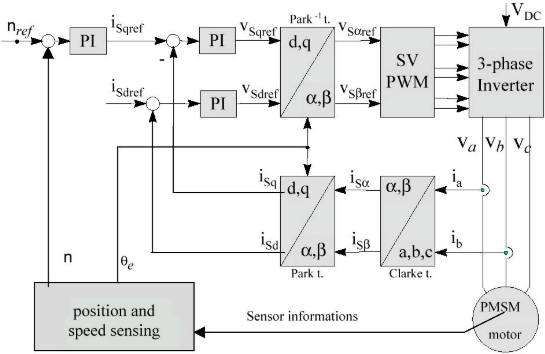 n_ref
PI
i_Sqref
-
PI
v_Sqref
Park⁻¹ t.
d,q
α,β
v_Sαref
SV
PWM
V_DC
3-phase
Inverter
i_Sdref
PI
v_Sdref
v_Sβref
V_a
V_b
V_c
i_Sq
d,q
i_Sα
α,β
i_a
i_Sd
α,β
i_Sβ
a,b,c
i_b
Park t.
Clarke t.
n
θ_e
position and
speed sensing
Sensor informations
PMSM
motor